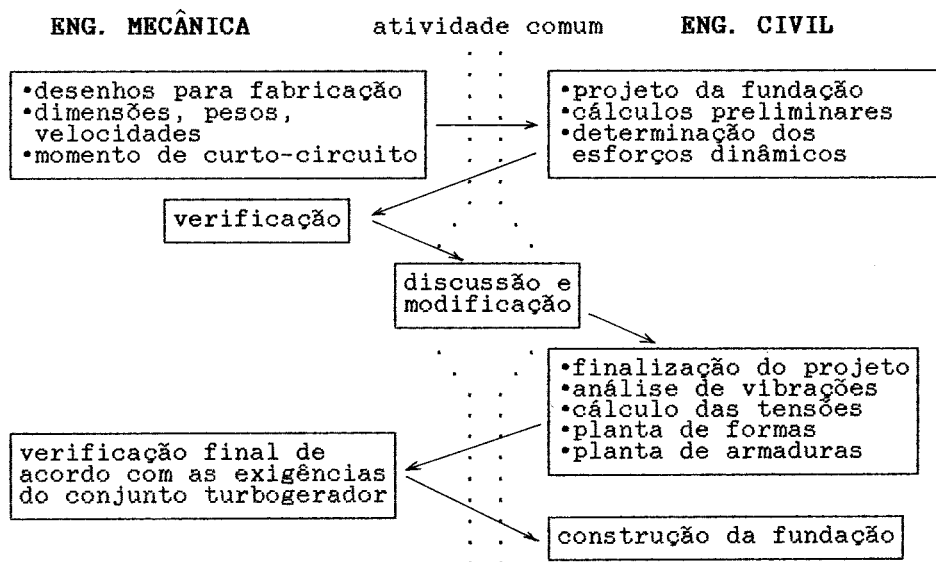 ENG. MECÂNICA atividade comum ENG. CIVIL
•desenhos para fabricação
•dimensões, pesos,
velocidades
•momento de curto-circuito
•projeto da fundação
•cálculos preliminares
•determinação dos
esforços dinâmicos
verificação
discussão e
modificação
•finalização do projeto
•análise de vibrações
•cálculo das tensões
•planta de formas
•planta de armaduras
verificação final de
acordo com as exigências
do conjunto turbogerador
construção da fundação